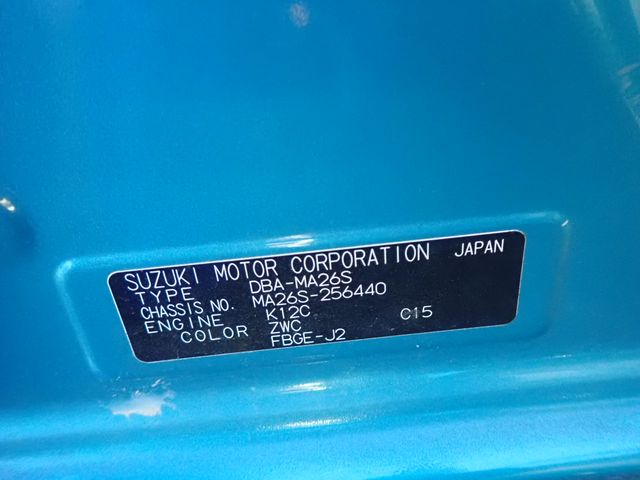 SUZUKI MOTOR CORPORATION JAPAN
TYPE DBA-MA26S
CHASSIS NO. MA26S-256440
ENGINE K12C C15
COLOR ZWC
FBGE-J2